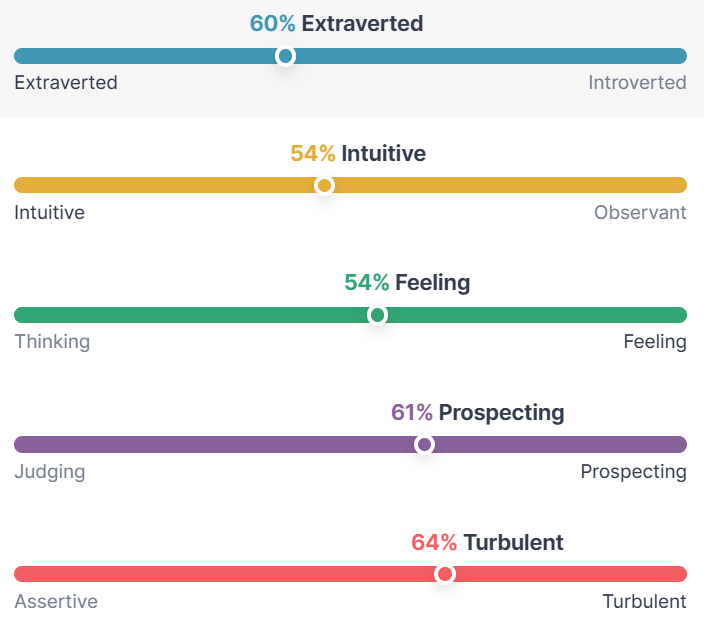 60% Extraverted
Extraverted Introverted
54% Intuitive
Intuitive Observant
54% Feeling
Thinking Feeling
61% Prospecting
Judging Prospecting
64% Turbulent
Assertive Turbulent